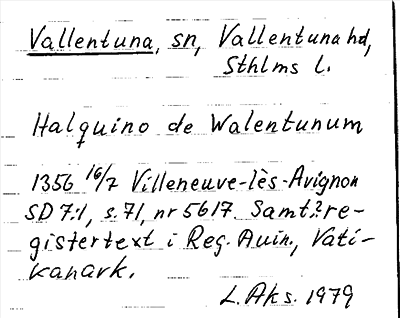 Vallentuna, sn, Vallentuna hd,
Sthlms l.
Halquino de Walentunum
1356 16/7 Villeneuve-lès-Avignon
SD 7:1, s. 71, nr 5617. Samt? re-
gistertext i Reg. Avin., Vati-
kanark.
L. Aks. 1979